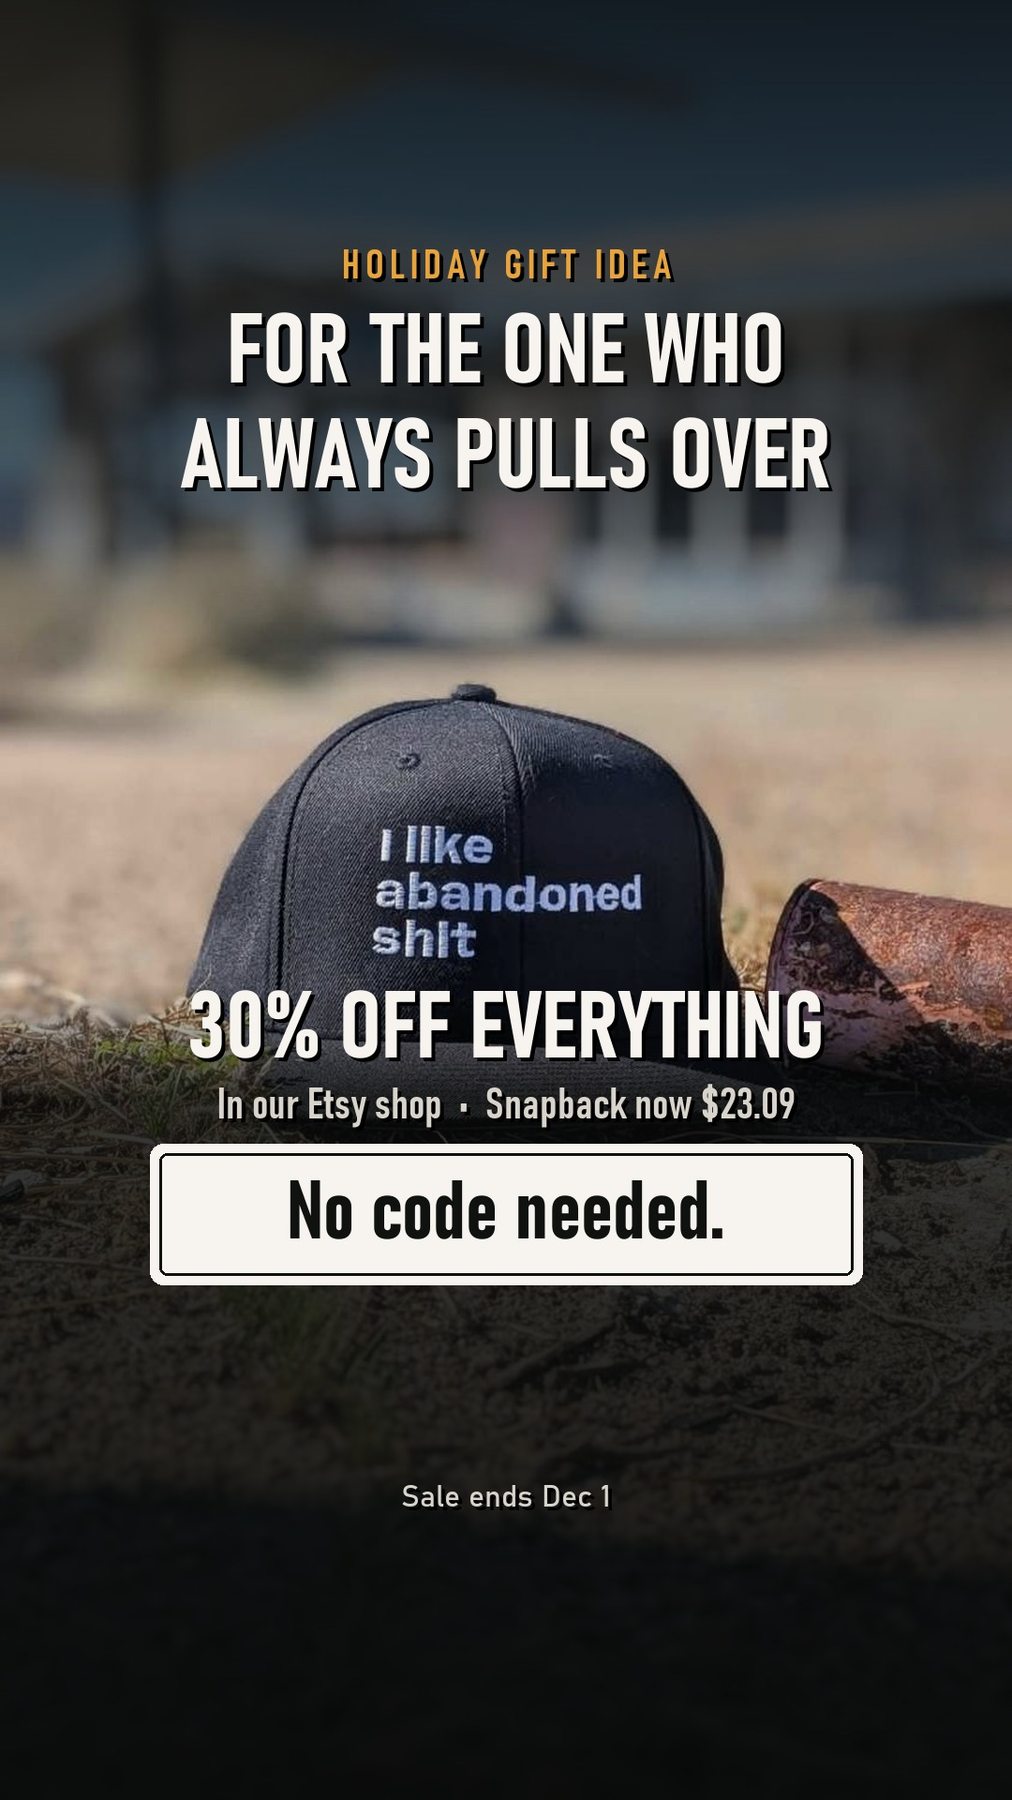 HOLIDAY GIFT IDEA
FOR THE ONE WHO
ALWAYS PULLS OVER
I like
abandoned
shit
30% OFF EVERYTHING
In our Etsy shop · Snapback now $23.09
No code needed.
Sale ends Dec 1